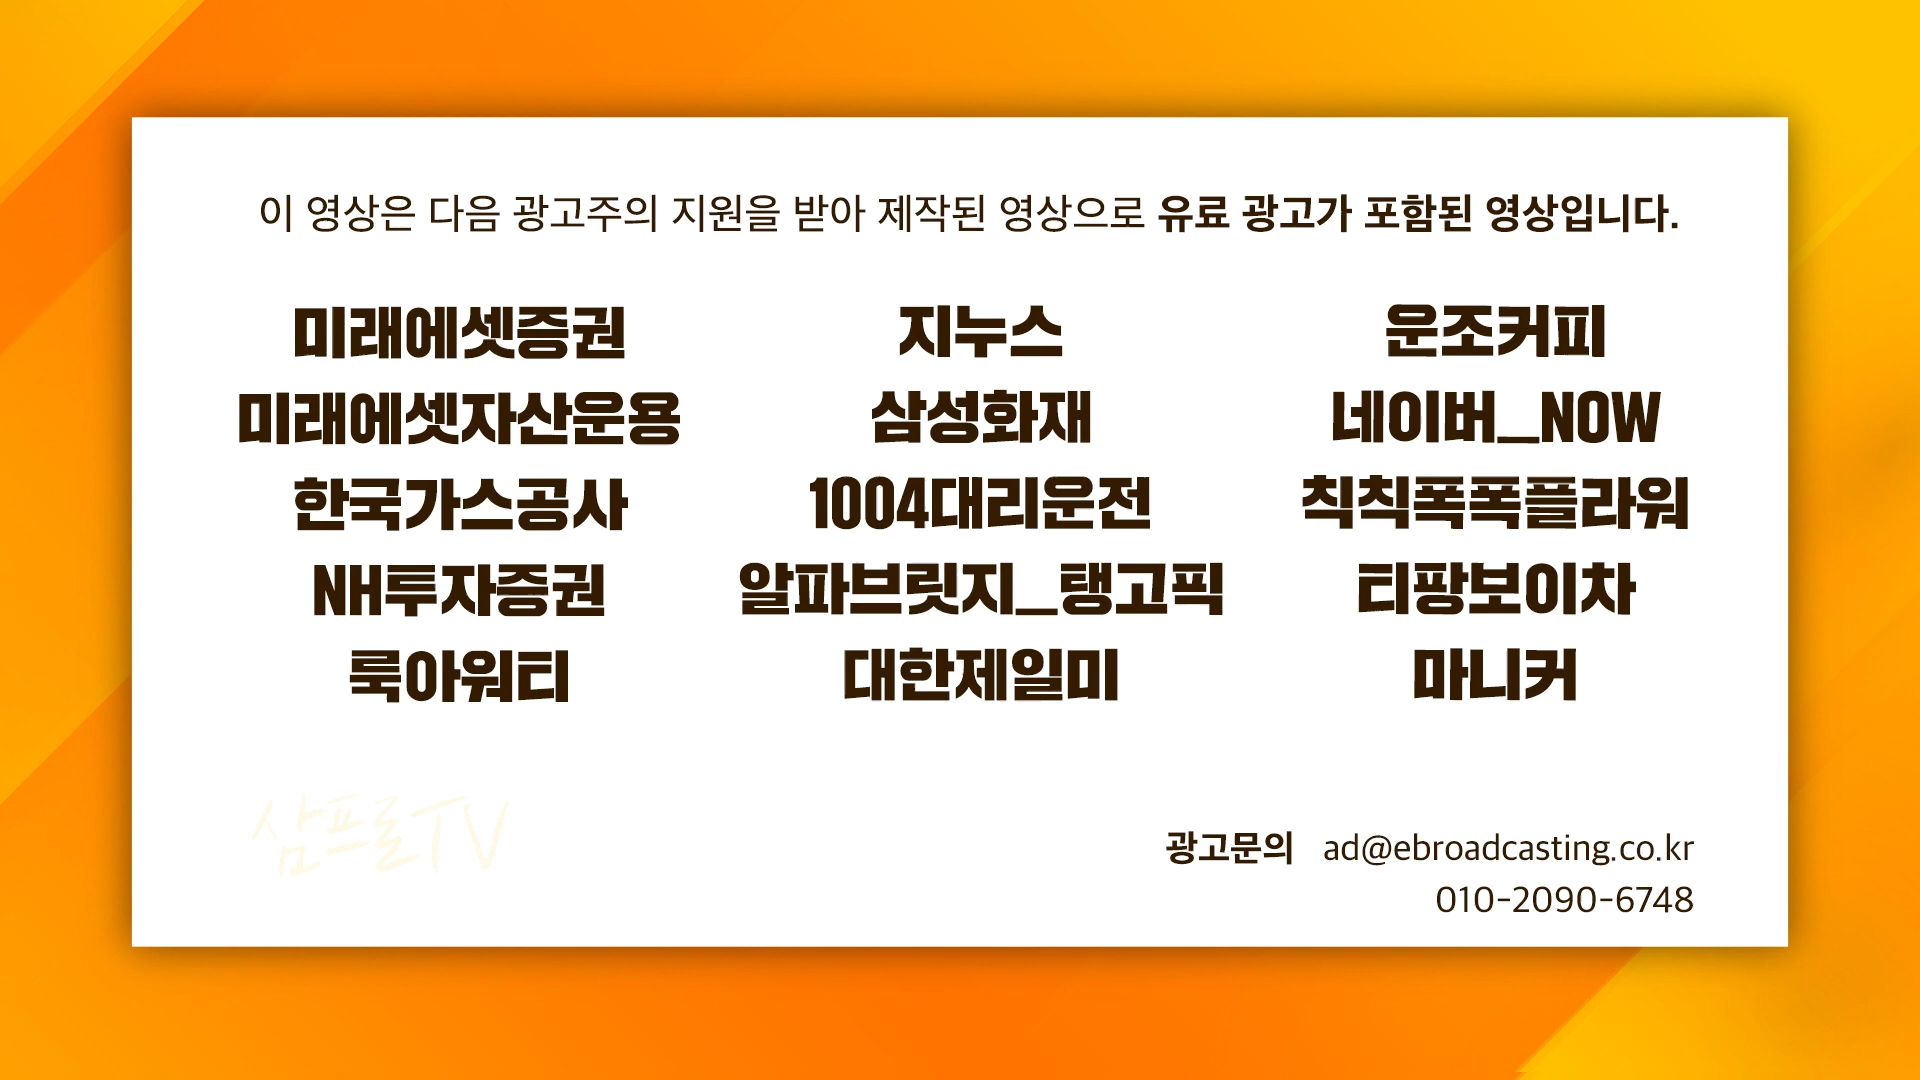 이 영상은 다음 광고주의 지원을 받아 제작된 영상으로 유료 광고가 포함된 영상입니다.
미래에셋증권
미래에셋자산운용
한국가스공사
NH투자증권
룩아워티
지누스
삼성화재
1004대리운전
알파브릿지_탱고픽
대한제일미
운조커피
네이버_NOW
칙칙폭폭플라워
티팡보이차
마니커
삼프로TV
광고문의 ad@ebroadcasting.co.kr
010-2090-6748